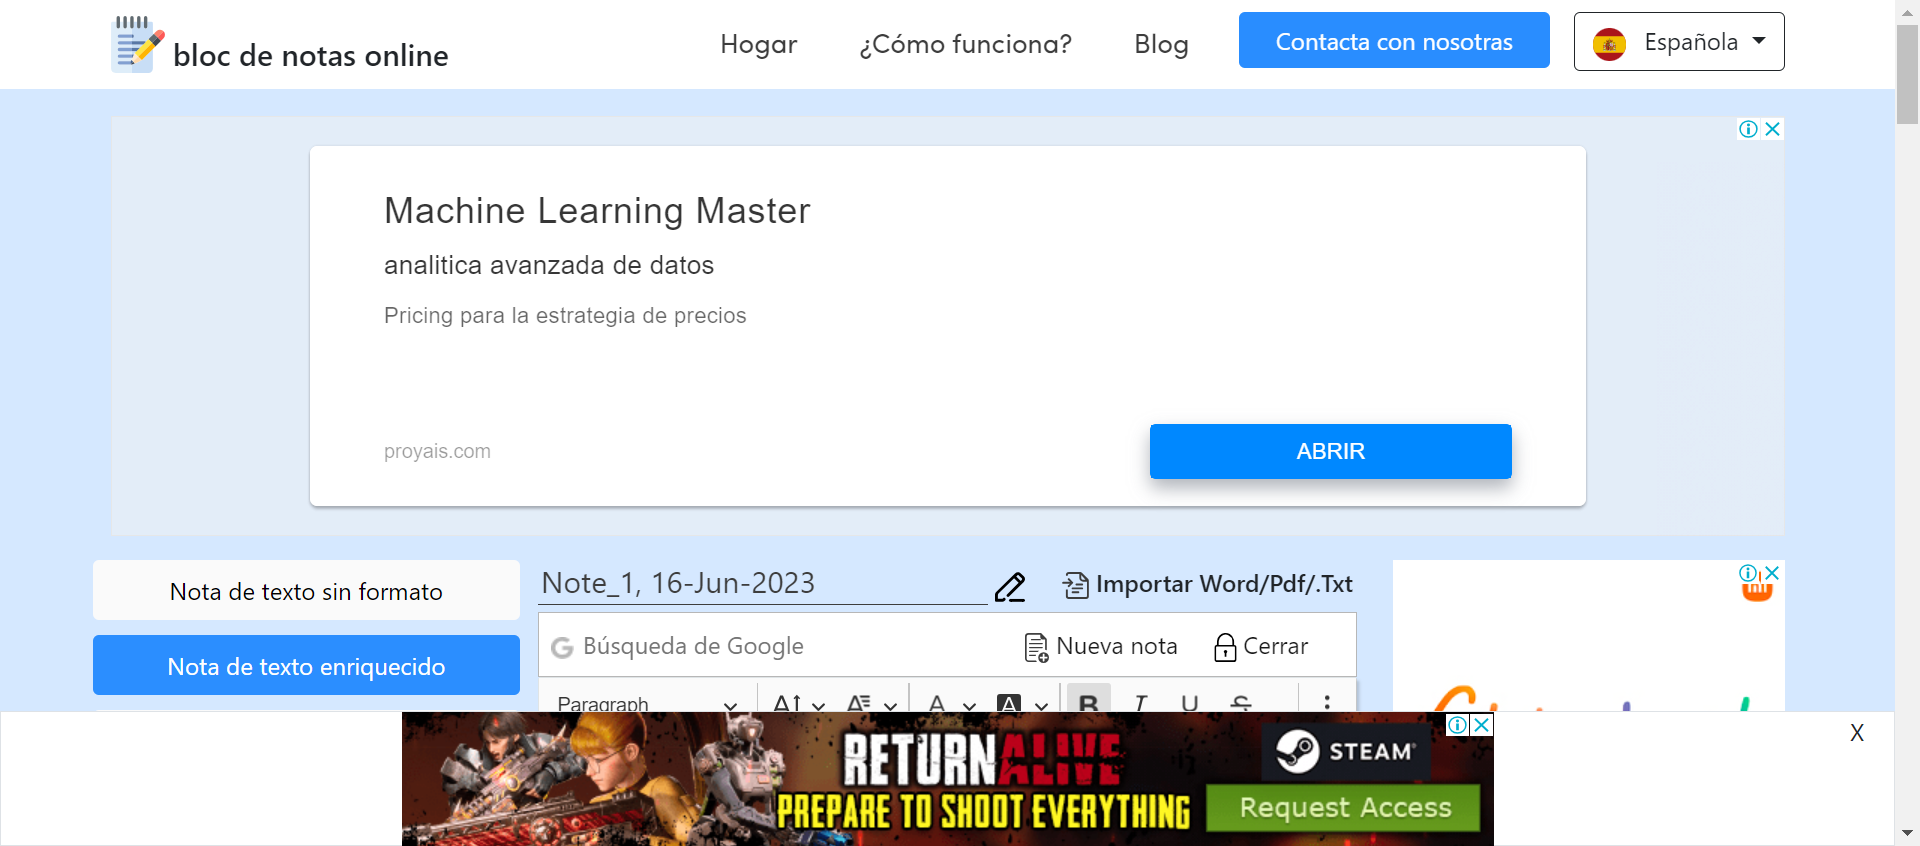 bloc de notas online
Hogar
¿Cómo funciona?
Blog
Contacta con nosotras
Española
Machine Learning Master
analitica avanzada de datos
Pricing para la estrategia de precios
proyais.com
ABRIR
Nota de texto sin formato
Nota de texto enriquecido
Note_1, 16-Jun-2023
Importar Word/Pdf/.Txt
G Búsqueda de Google
Nueva nota
Cerrar
Paragraph
A
A
A
A
B I U S
RETURN ALIVE
PREPARE TO SHOOT EVERYTHING
STEAM
Request Access
X